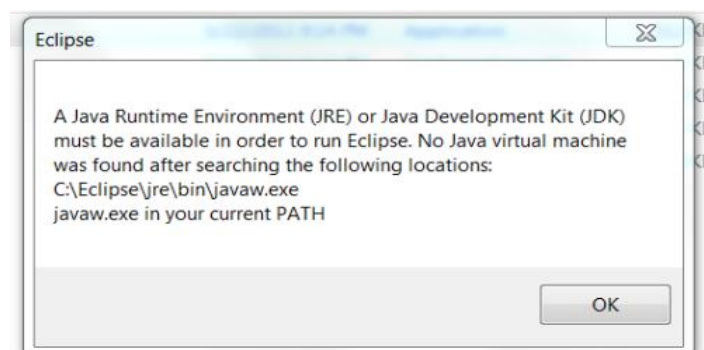 Eclipse
A Java Runtime Environment (JRE) or Java Development Kit (JDK)
must be available in order to run Eclipse. No Java virtual machine
was found after searching the following locations:
C:\Eclipse\jre\bin\javaw.exe
javaw.exe in your current PATH
OK